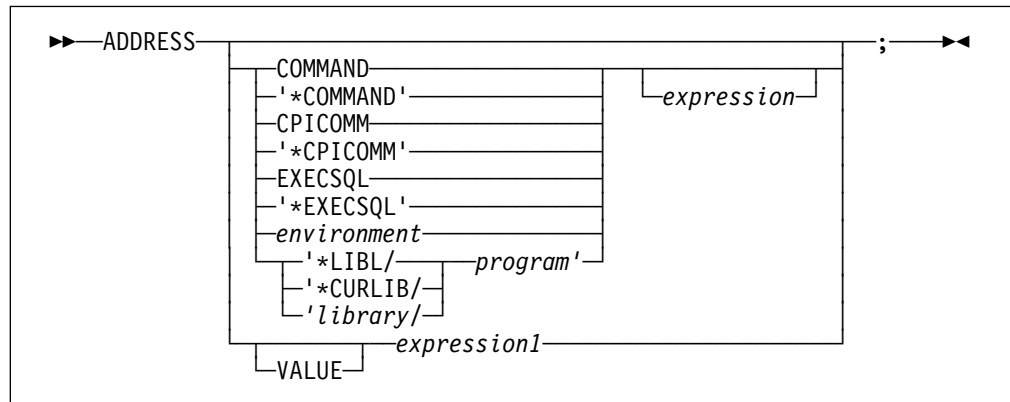 ADDRESS ;
COMMAND
'*COMMAND' expression
CPICOMM
'*CPICOMM'
EXECSQL
'*EXECSQL'
environment
'*LIBL/ program'
'*CURLIB/
'library/
expression1
VALUE